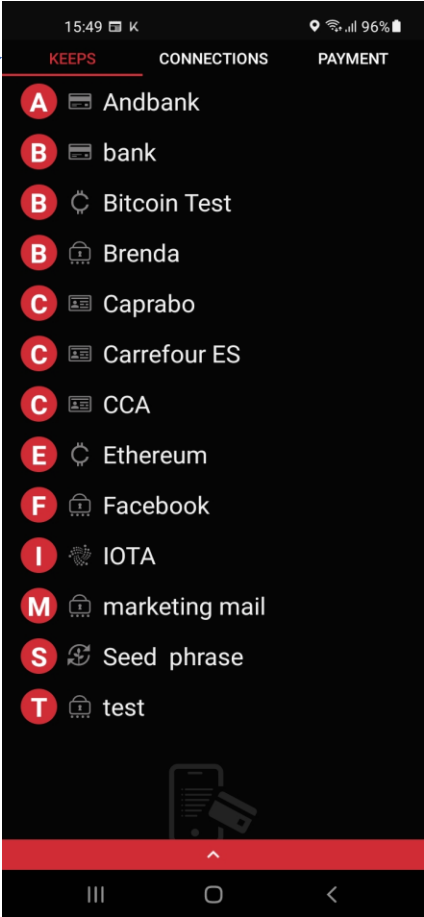 15:49 K 96%
KEEPS CONNECTIONS PAYMENT
A Andbank
B bank
B Bitcoin Test
B Brenda
C Caprabo
C Carrefour ES
C CCA
E Ethereum
F Facebook
I IOTA
M marketing mail
S Seed phrase
T test